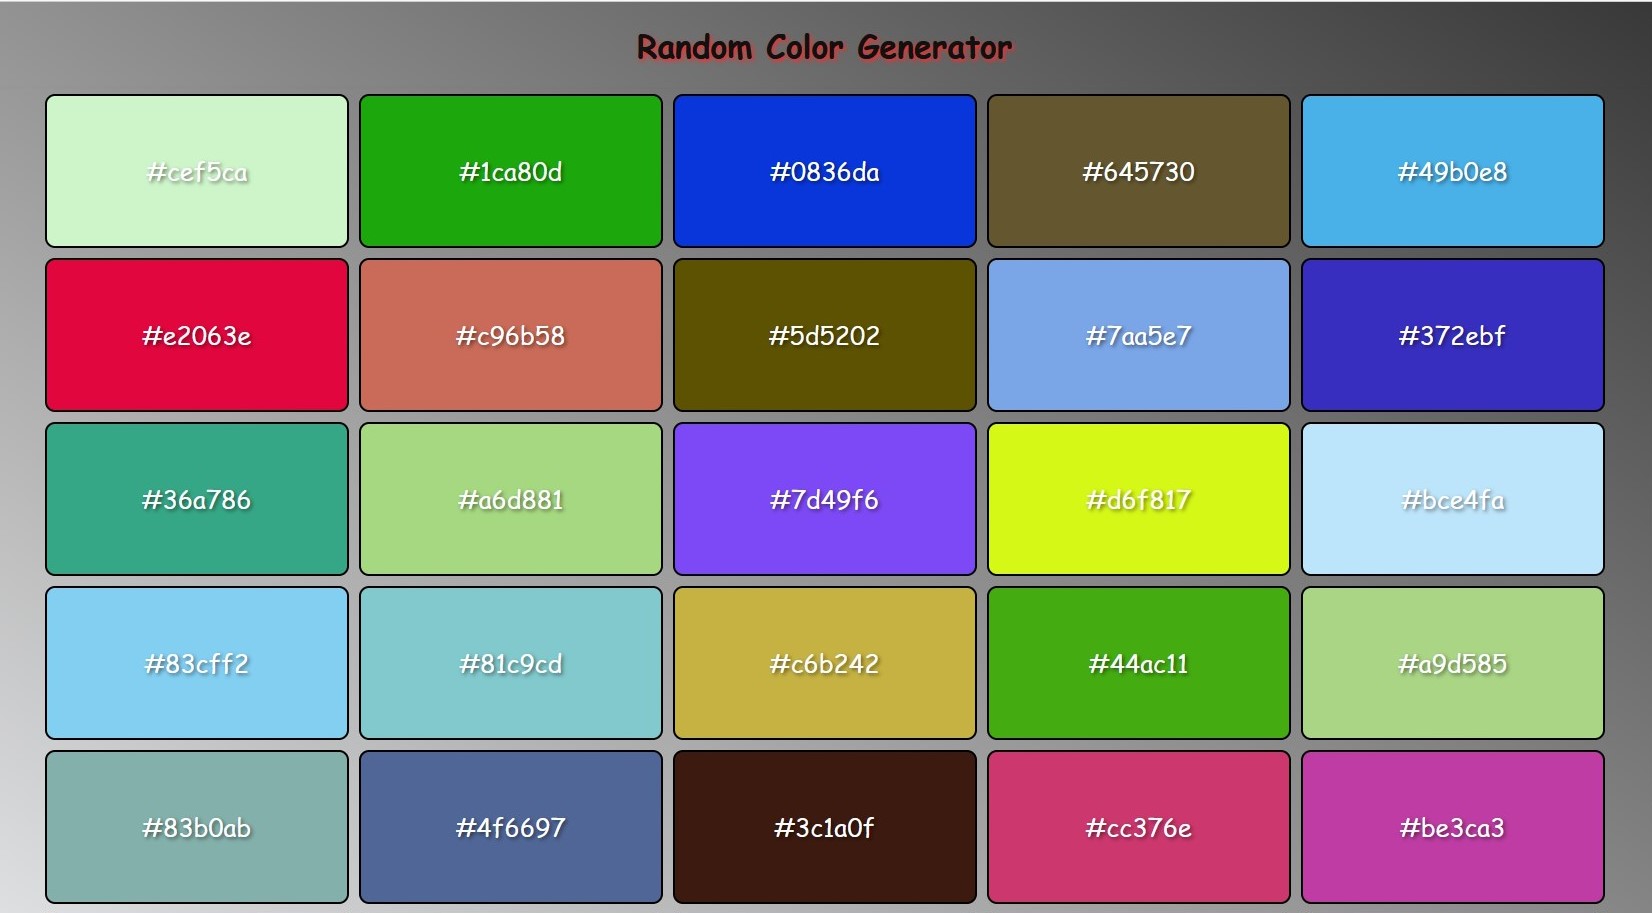 Random Color Generator
#cef5ca #1ca80d #0836da #645730 #49b0e8
#e2063e #c96b58 #5d5202 #7aa5e7 #372ebf
#36a786 #a6d881 #7d49f6 #d6f817 #bce4fa
#83cff2 #81c9cd #c6b242 #44ac11 #a9d585
#83b0ab #4f6697 #3c1a0f #cc376e #be3ca3